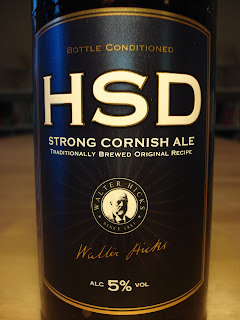 BOTTLE CONDITIONED
HSD
STRONG CORNISH ALE
TRADITIONALLY BREWED ORIGINAL RECIPE
WALTER HICKS
SINCE 1851
Walter Hicks
ALC 5% VOL